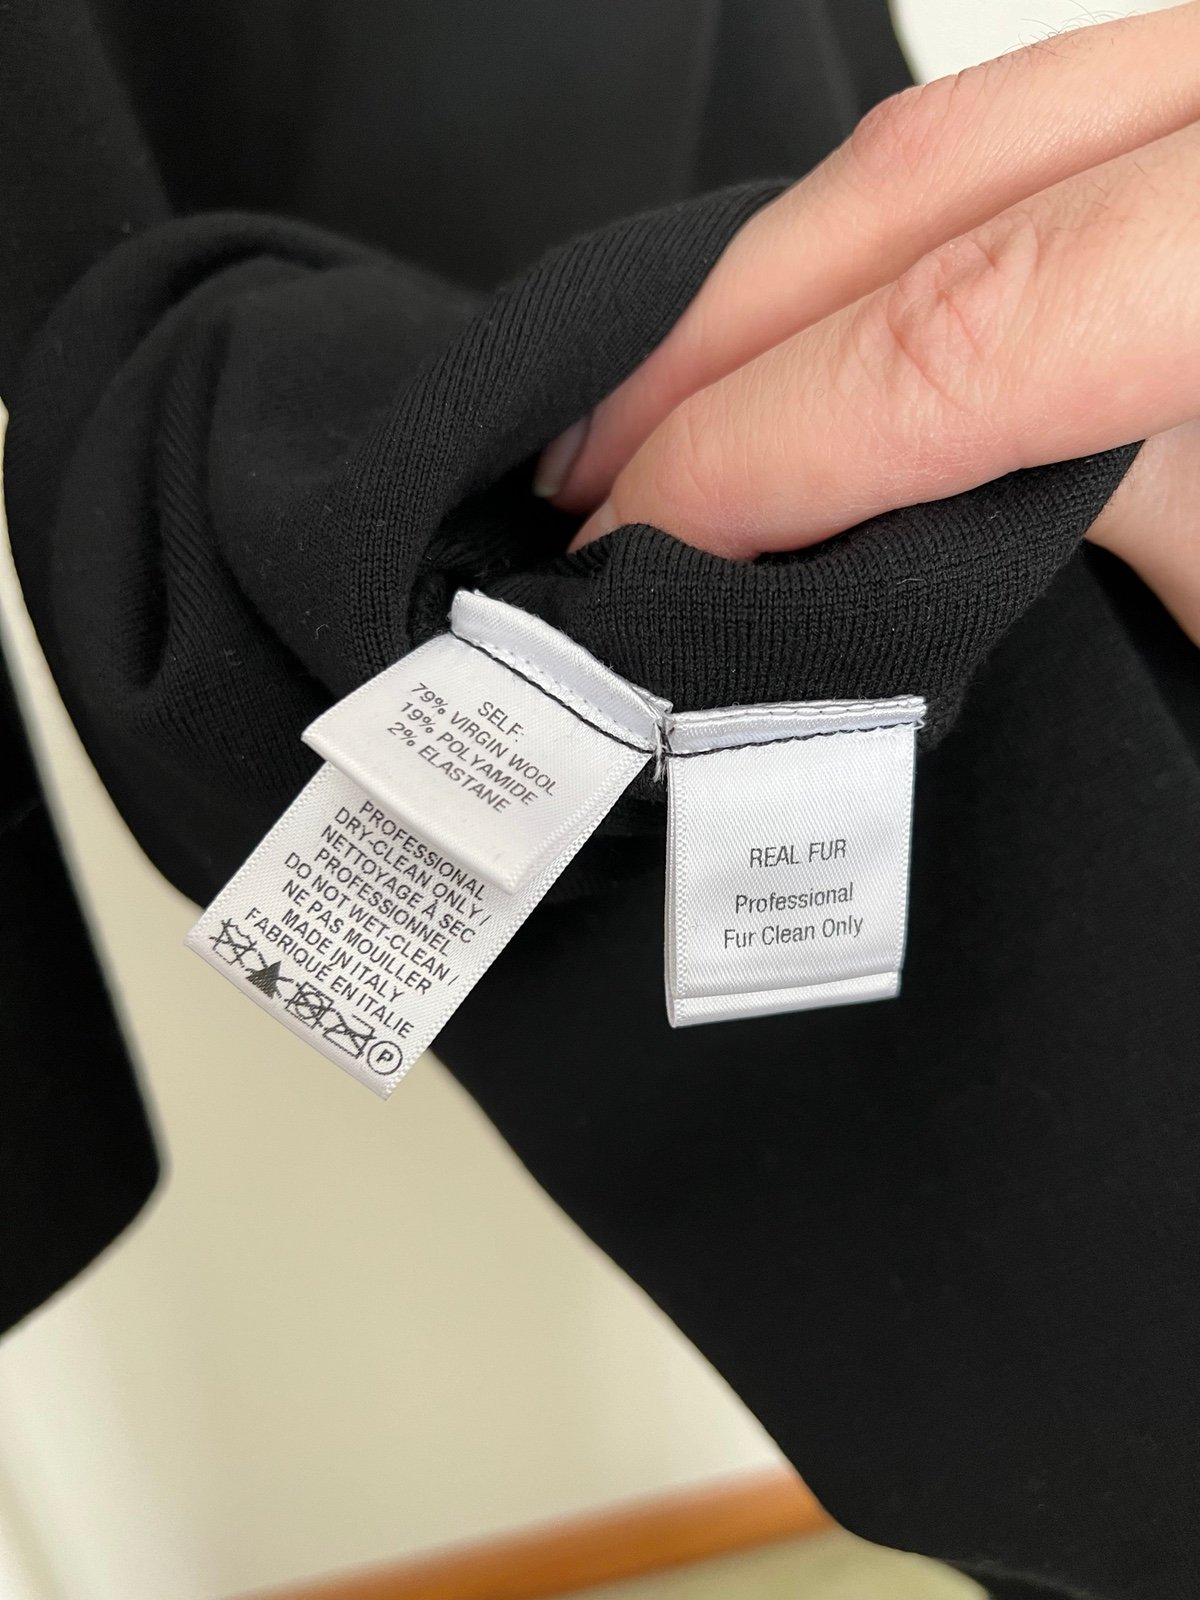 SELF:
79% VIRGIN WOOL
19% POLYAMIDE
2% ELASTANE
PROFESSIONAL
DRY-CLEAN ONLY /
NETTOYAGE À SEC
PROFESSIONNEL
DO NOT WET-CLEAN /
NE PAS MOUILLER
MADE IN ITALY
FABRIQUÉ EN ITALIE
P
REAL FUR
Professional
Fur Clean Only